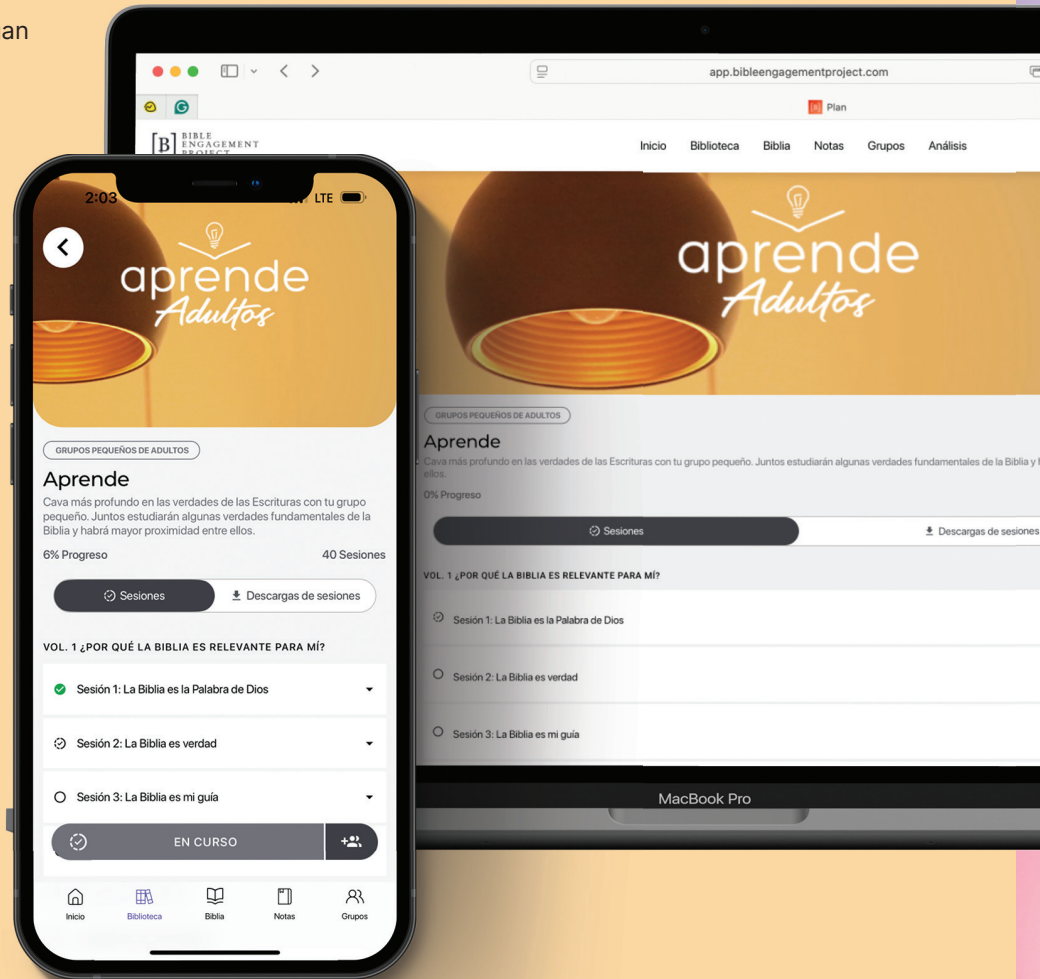 an
app.bibleengagementproject.com
Plan
[B] BIBLE
ENGAGEMENT
PROJECT
Inicio Biblioteca Biblia Notas Grupos Análisis
aprende
Adultos
GRUPOS PEQUEÑOS DE ADULTOS
Aprende
Cava más profundo en las verdades de las Escrituras con tu grupo pequeño. Juntos estudiarán algunas verdades fundamentales de la Biblia y
ellos.
0% Progreso
Sesiones
Descargas de sesiones
VOL. 1 ¿POR QUÉ LA BIBLIA ES RELEVANTE PARA MÍ?
Sesión 1: La Biblia es la Palabra de Dios
Sesión 2: La Biblia es verdad
Sesión 3: La Biblia es mi guía
MacBook Pro
2:03
LTE
aprende
Adultos
GRUPOS PEQUEÑOS DE ADULTOS
Aprende
Cava más profundo en las verdades de las Escrituras con tu grupo
pequeño. Juntos estudiarán algunas verdades fundamentales de la
Biblia y habrá mayor proximidad entre ellos.
6% Progreso
40 Sesiones
Sesiones
Descargas de sesiones
VOL. 1 ¿POR QUÉ LA BIBLIA ES RELEVANTE PARA MÍ?
Sesión 1: La Biblia es la Palabra de Dios
Sesión 2: La Biblia es verdad
Sesión 3: La Biblia es mi guía
EN CURSO
Inicio Biblioteca Biblia Notas Grupos